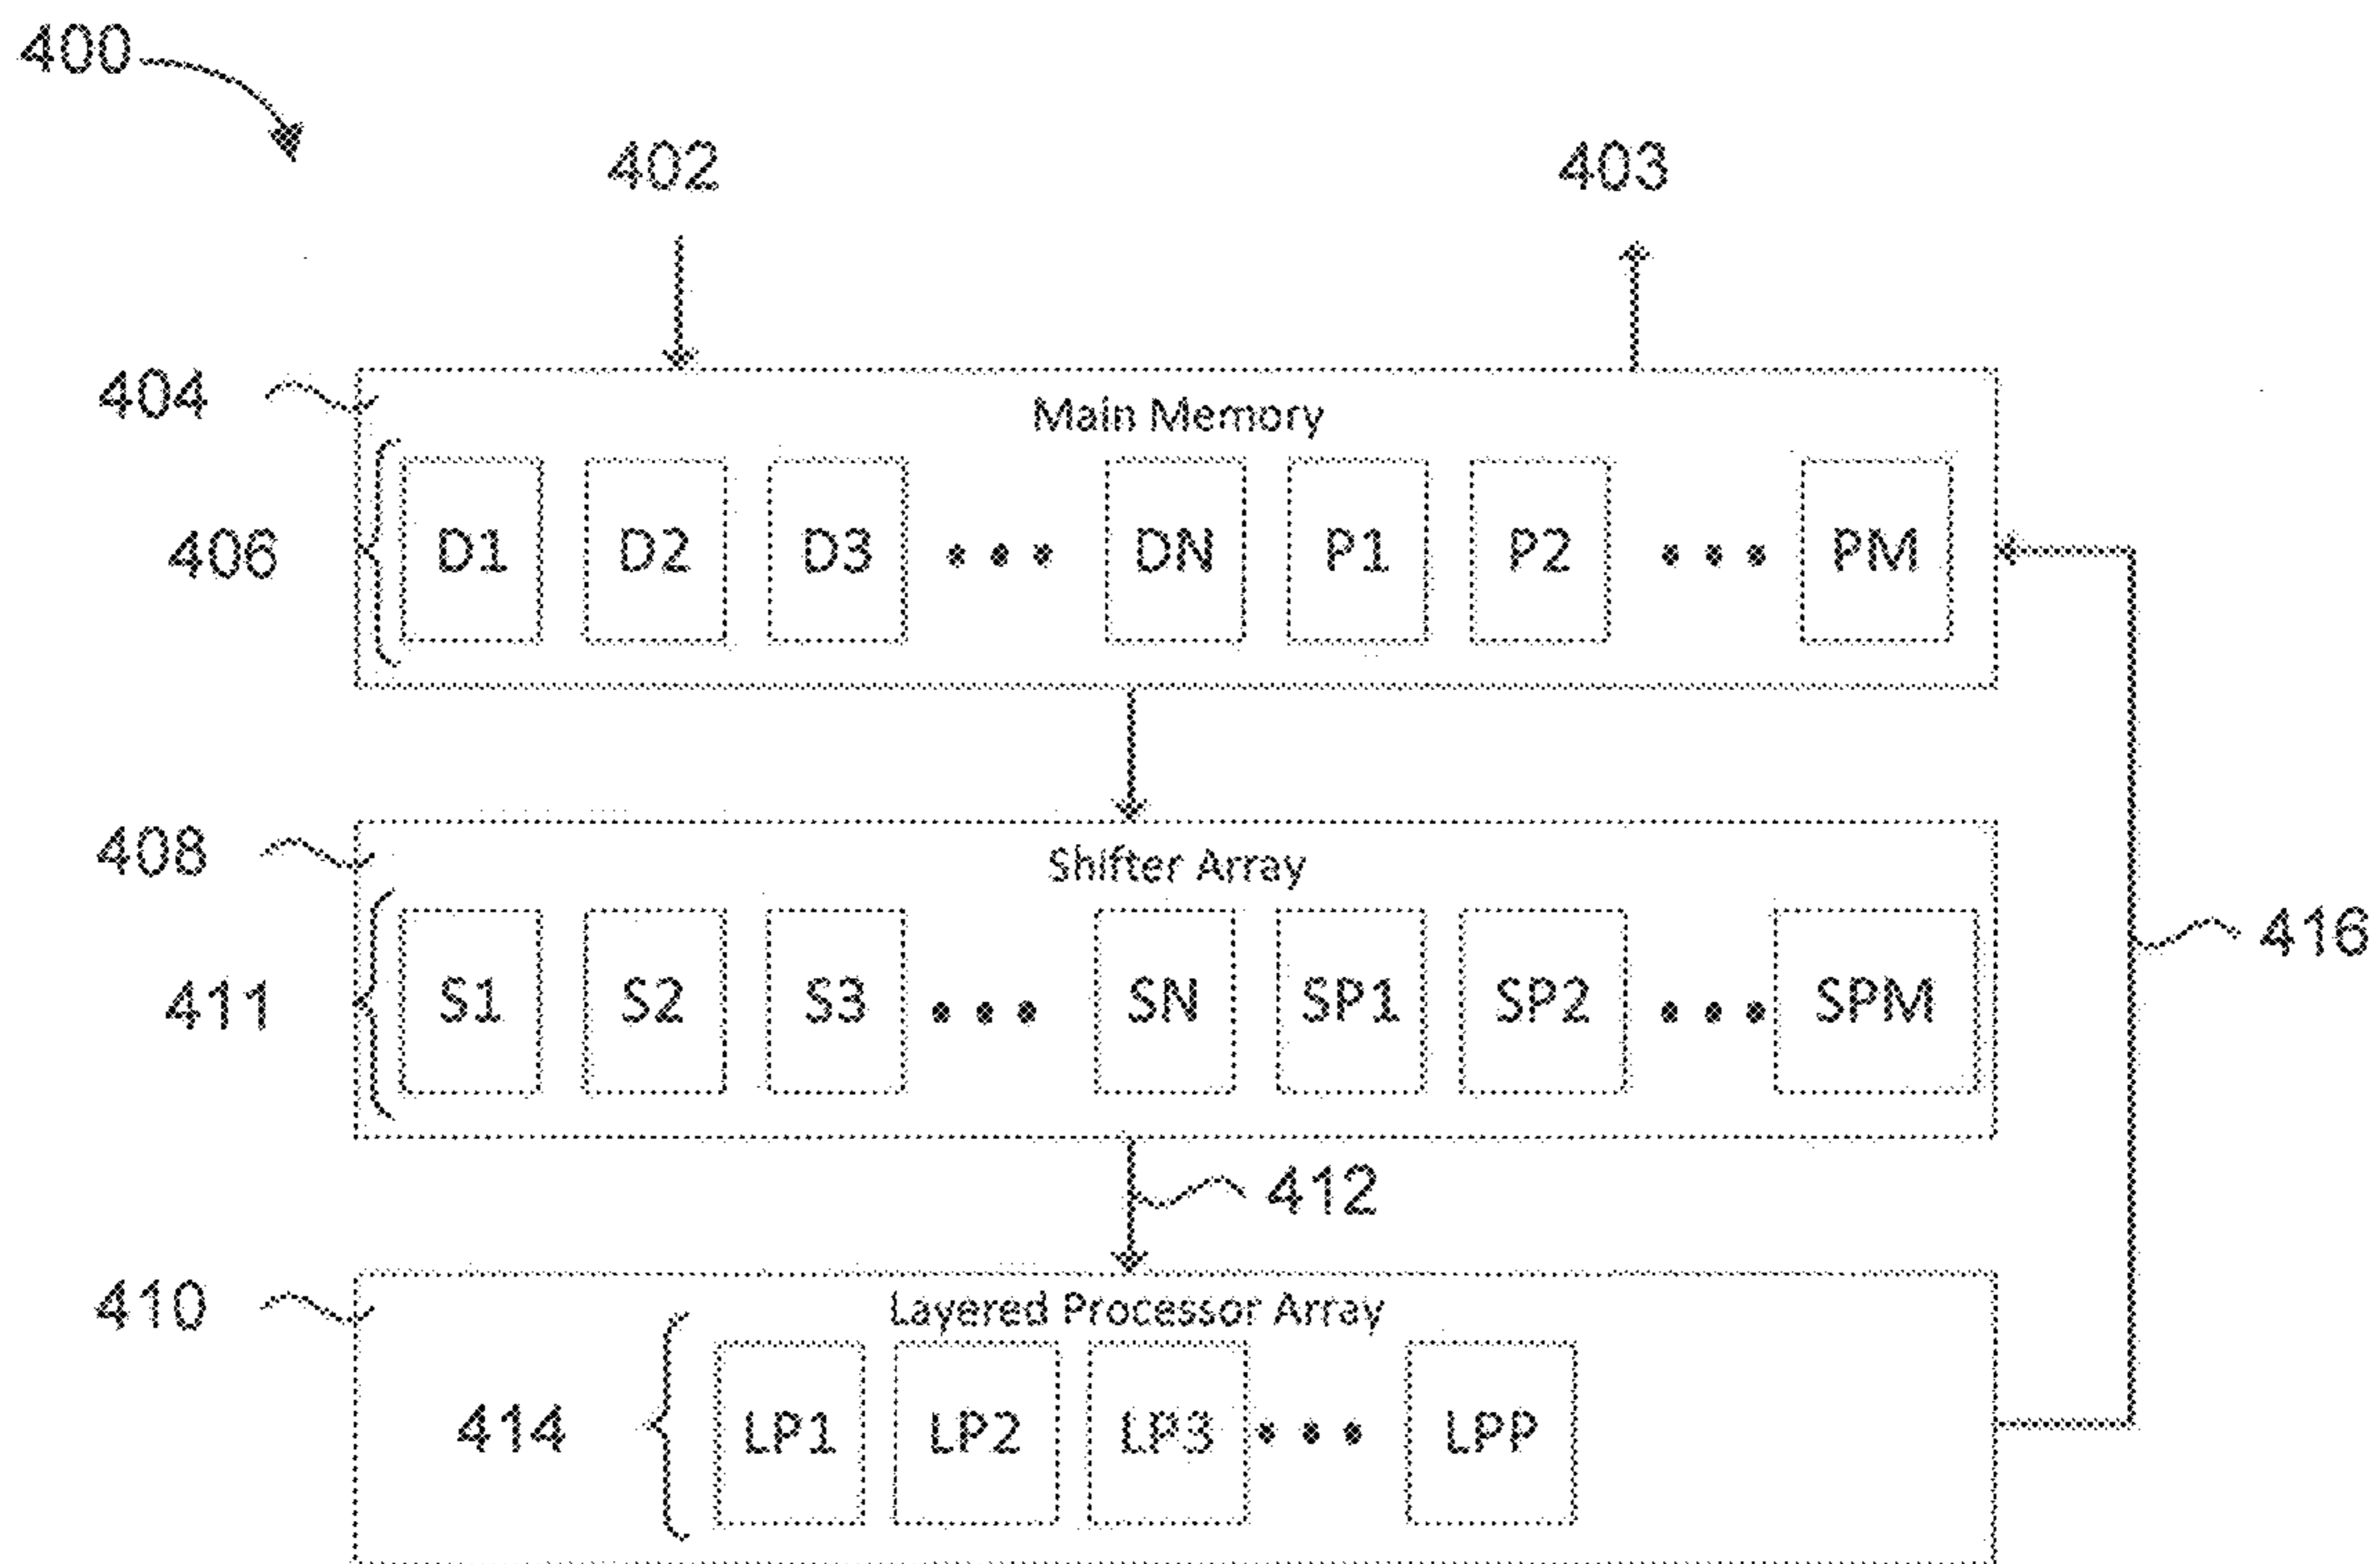 400
402 403
404 Main Memory
406 D1 D2 D3 ••• DN P1 P2 ••• PM
408 Shifter Array
416
411 S1 S2 S3 ••• SN SP1 SP2 ••• SPM
412
410 Layered Processor Array
414 LP1 LP2 LP3 ••• LPP